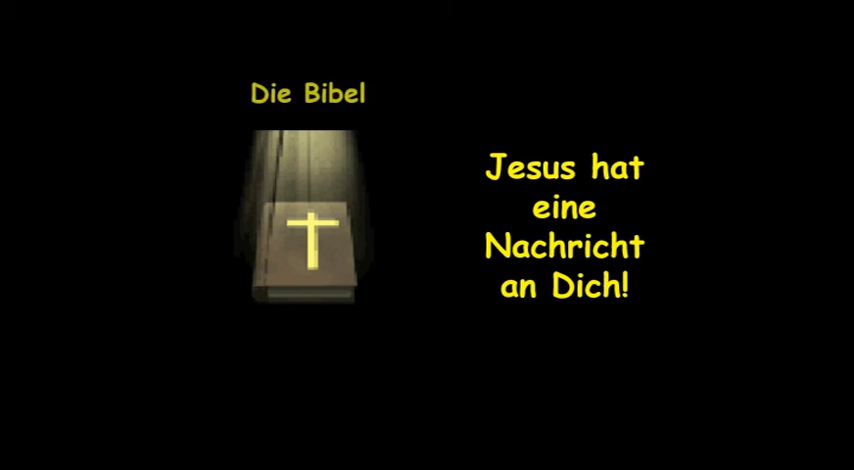 Die Bibel
Jesus hat
eine
Nachricht
an Dich!